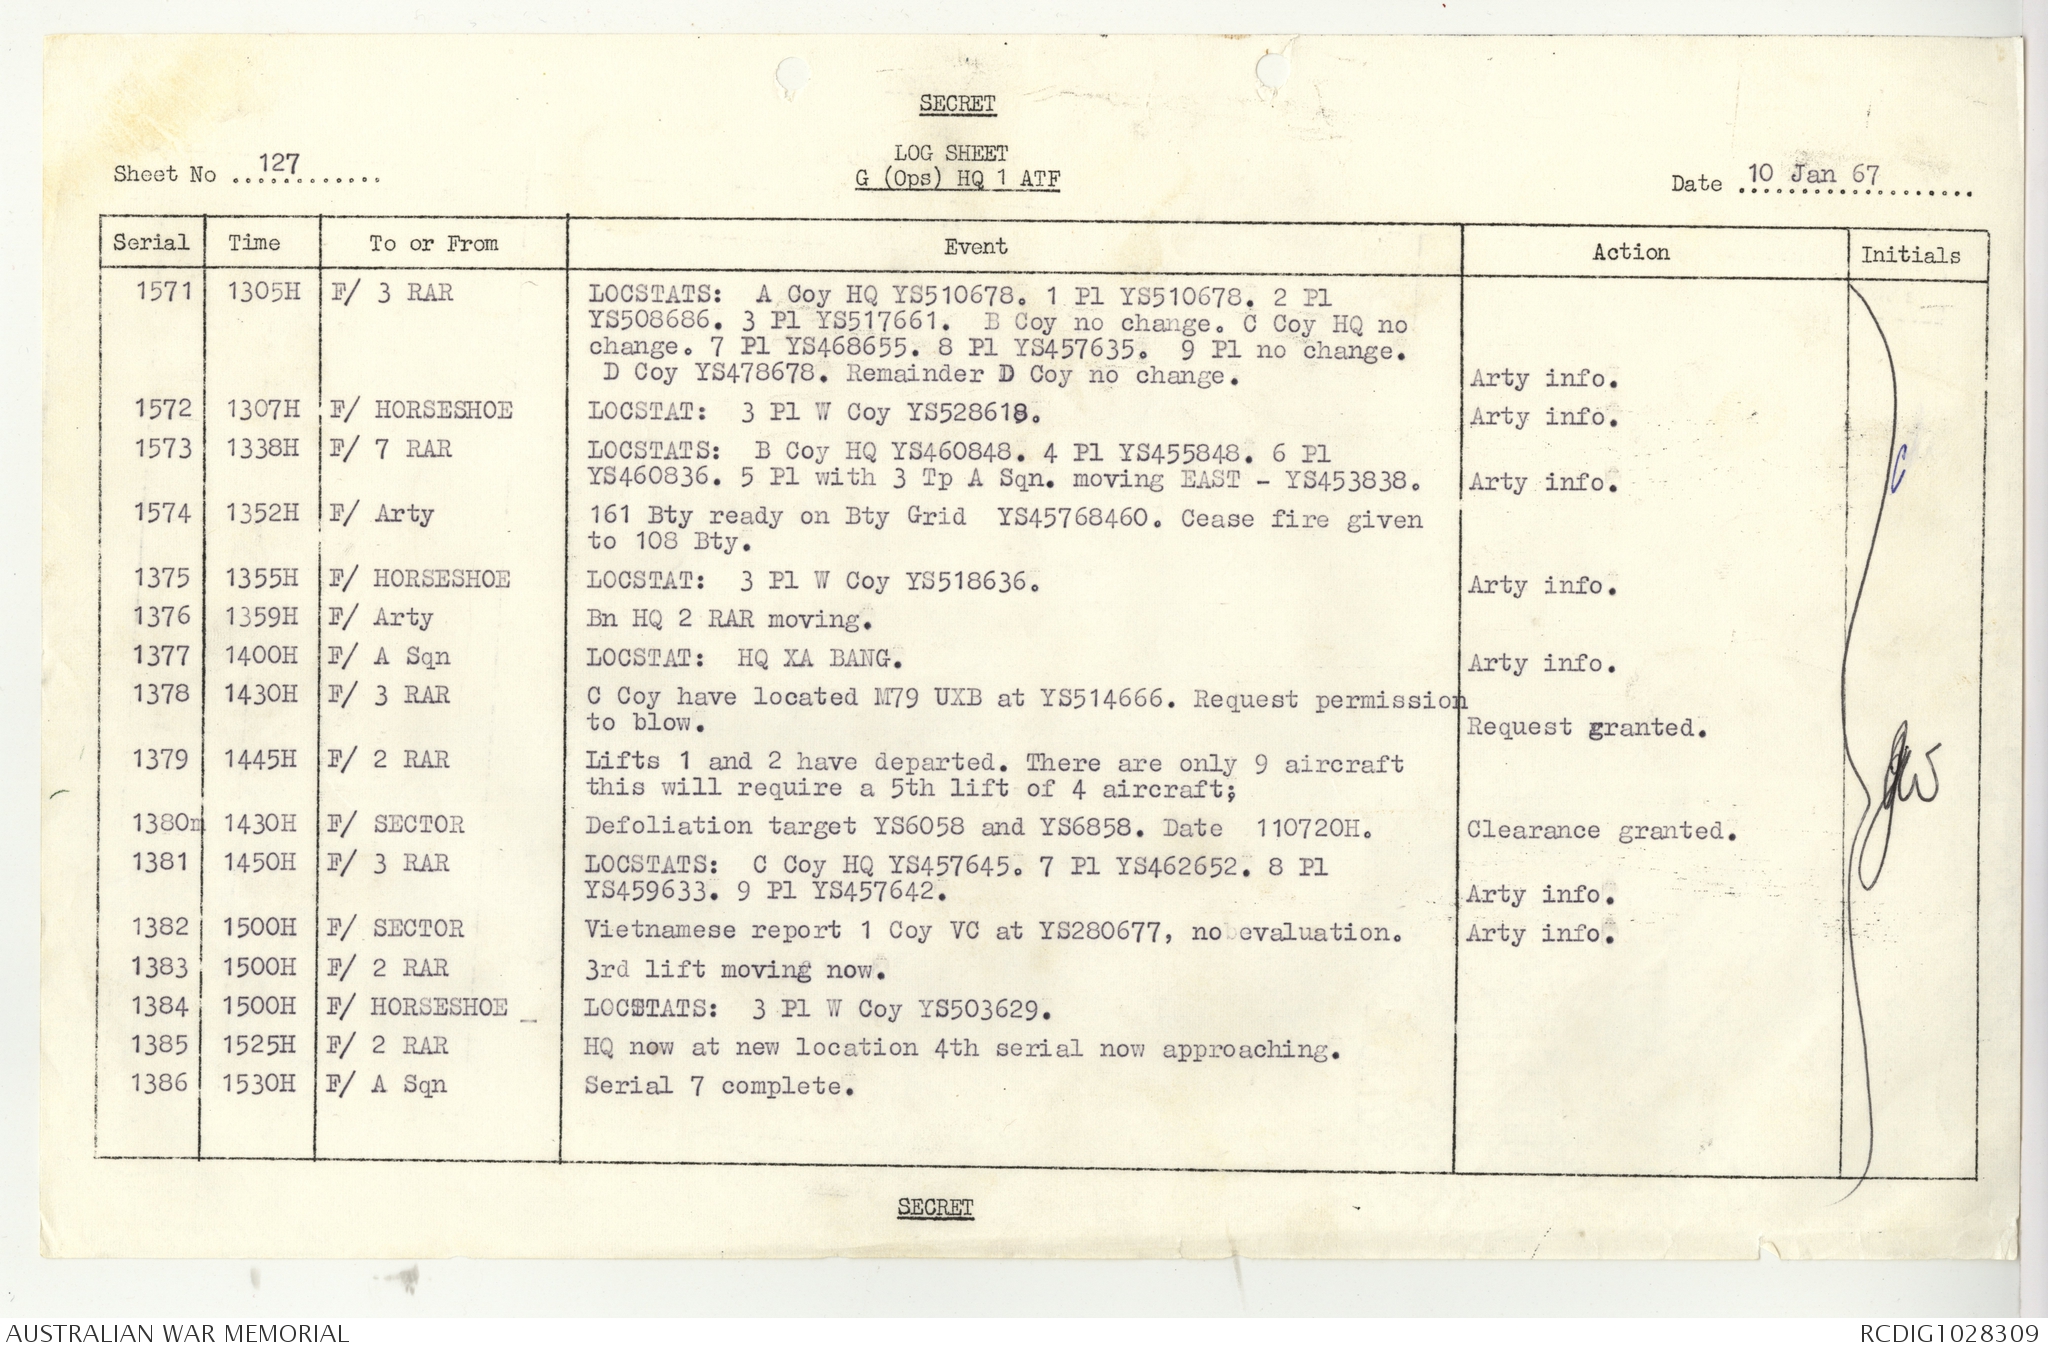 SECRET
LOG SHEET
G (Ops) HQ 1 ATF
Sheet No 127
Date 10 Jan 67
Serial Time To or From Event Action Initials
1571 1305H F/ 3 RAR LOCSTATS: A Coy HQ YS510678. 1 Pl YS510678. 2 Pl
YS508686. 3 Pl YS517661. B Coy no change. C Coy HQ no
change. 7 Pl YS468655. 8 Pl YS457635. 9 Pl no change.
D Coy YS478678. Remainder D Coy no change. Arty info.
1572 1307H F/ HORSESHOE LOCSTAT: 3 Pl W Coy YS528618. Arty info.
1573 1338H F/ 7 RAR LOCSTATS: B Coy HQ YS460848. 4 Pl YS455848. 6 Pl
YS460836. 5 Pl with 3 Tp A Sqn. moving EAST - YS453838. Arty info.
1574 1352H F/ Arty 161 Bty ready on Bty Grid YS45768460. Cease fire given
to 108 Bty.
1375 1355H F/ HORSESHOE LOCSTAT: 3 Pl W Coy YS518636. Arty info.
1376 1359H F/ Arty Bn HQ 2 RAR moving.
1377 1400H F/ A Sqn LOCSTAT: HQ XA BANG. Arty info.
1378 1430H F/ 3 RAR C Coy have located M79 UXB at YS514666. Request permission
to blow. Request granted.
1379 1445H F/ 2 RAR Lifts 1 and 2 have departed. There are only 9 aircraft
this will require a 5th lift of 4 aircraft;
1380m 1430H F/ SECTOR Defoliation target YS6058 and YS6858. Date 110720H. Clearance granted.
1381 1450H F/ 3 RAR LOCSTATS: C Coy HQ YS457645. 7 Pl YS462652. 8 Pl
YS459633. 9 Pl YS457642. Arty info.
1382 1500H F/ SECTOR Vietnamese report 1 Coy VC at YS280677, no evaluation. Arty info.
1383 1500H F/ 2 RAR 3rd lift moving now.
1384 1500H F/ HORSESHOE _ LOCSTATS: 3 Pl W Coy YS503629.
1385 1525H F/ 2 RAR HQ now at new location 4th serial now approaching.
1386 1530H F/ A Sqn Serial 7 complete.
SECRET
AUSTRALIAN WAR MEMORIAL
RCDIG1028309